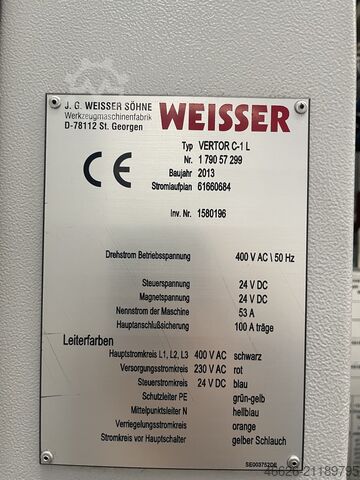 J. G. WEISSER SÖHNE
Werkzeugmaschinenfabrik
D-78112 St. Georgen
WEISSER
Typ VERTOR C-1 L
Nr. 1 790 57 299
Baujahr 2013
Stromlaufplan 61660684
CE
Inv. Nr. 1580196
Drehstrom Betriebsspannung 400 V AC \ 50 Hz
Steuerspannung 24 V DC
Magnetspannung 24 V DC
Nennstrom der Maschine 53 A
Hauptanschlußsicherung 100 A träge
Leiterfarben
Hauptstromkreis L1, L2, L3 400 V AC schwarz
Versorgungsstromkreis 230 V AC rot
Steuerstromkreis 24 V DC blau
Schutzleiter PE grün-gelb
Mittelpunktsleiter N hellblau
Verriegelungsstromkreis orange
Stromkreis vor Hauptschalter gelber Schlauch
46626-21189795